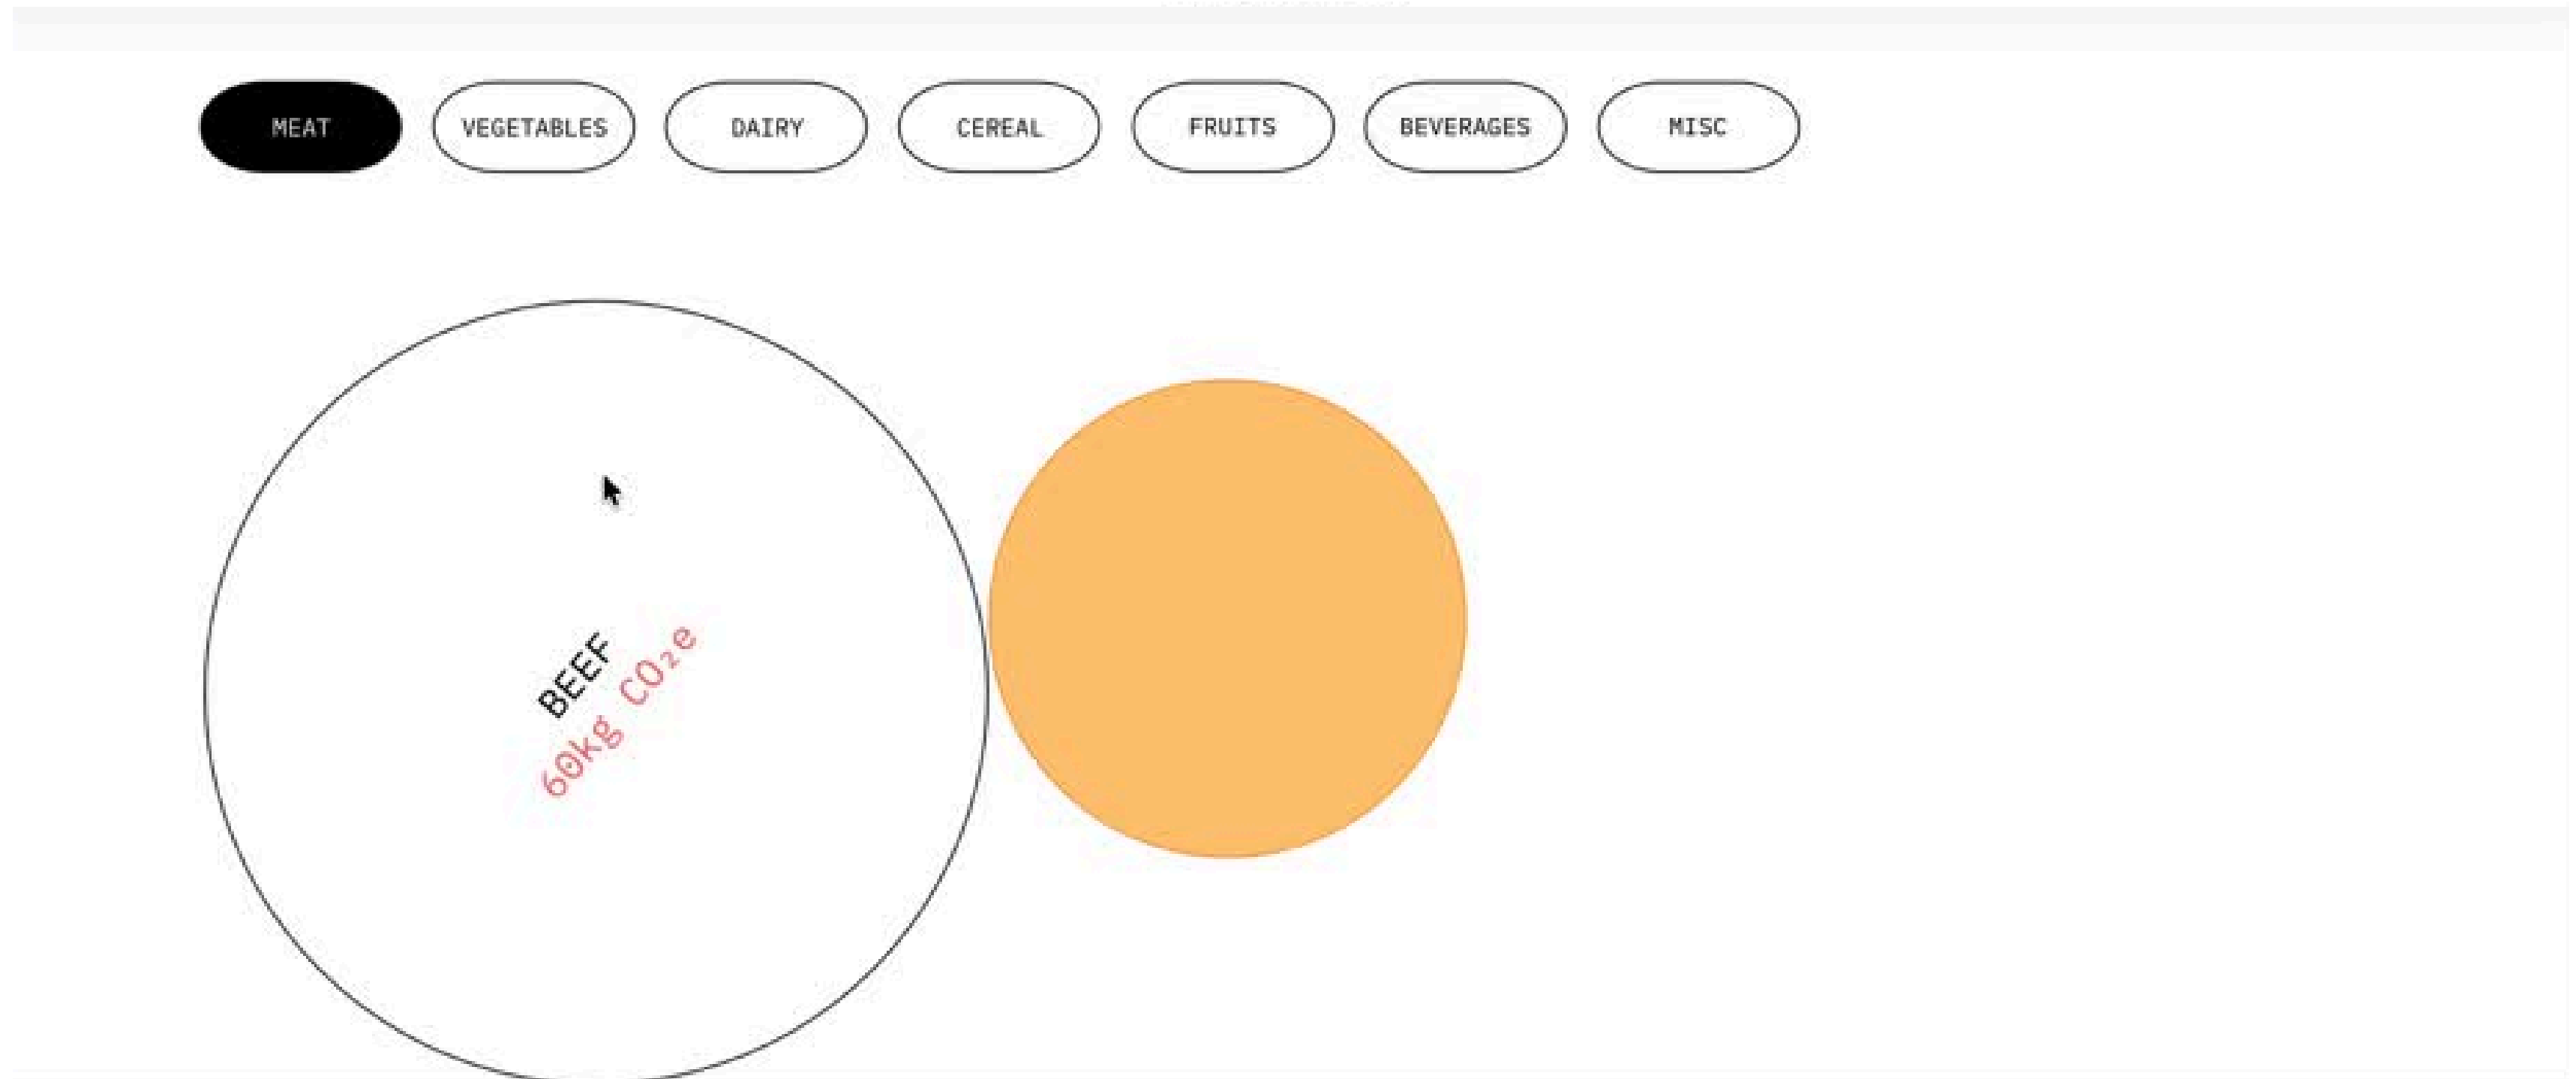 MEAT VEGETABLES DAIRY CEREAL FRUITS BEVERAGES MISC
BEEF
60kg CO₂e